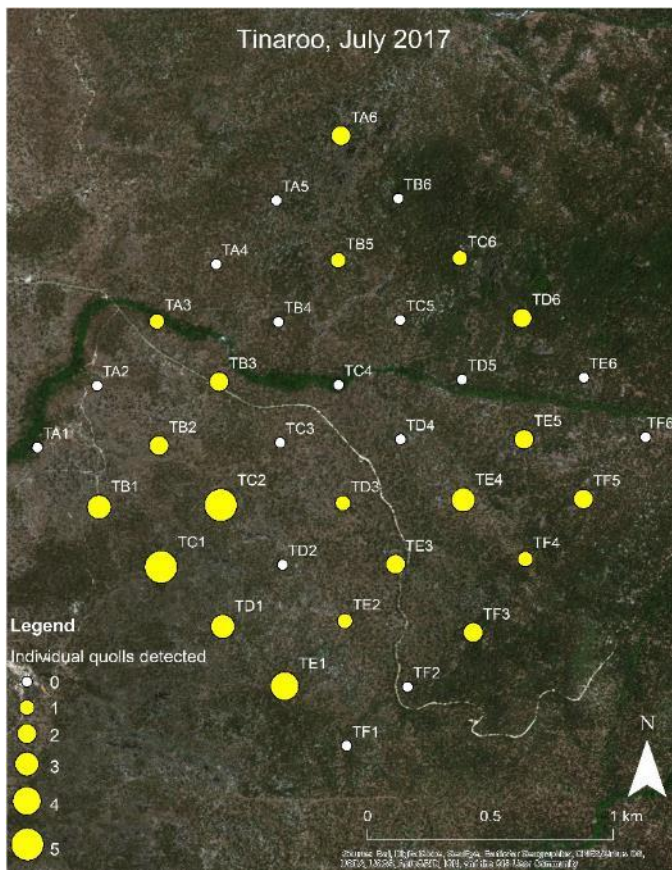 Tinaroo, July 2017
TA6
TA5
TB6
TA4
TB5
TC6
TA3
TB4
TC5
TD6
TA2
TB3
TC4
TD5
TE6
TA1
TB2
TC3
TD4
TE5
TF6
TB1
TC2
TD3
TE4
TF5
TC1
TD2
TE3
TF4
TD1
TE2
TF3
TE1
TF2
TF1
Legend
Individual quolls detected
0
1
2
3
4
5
N
0 0.5 1 km